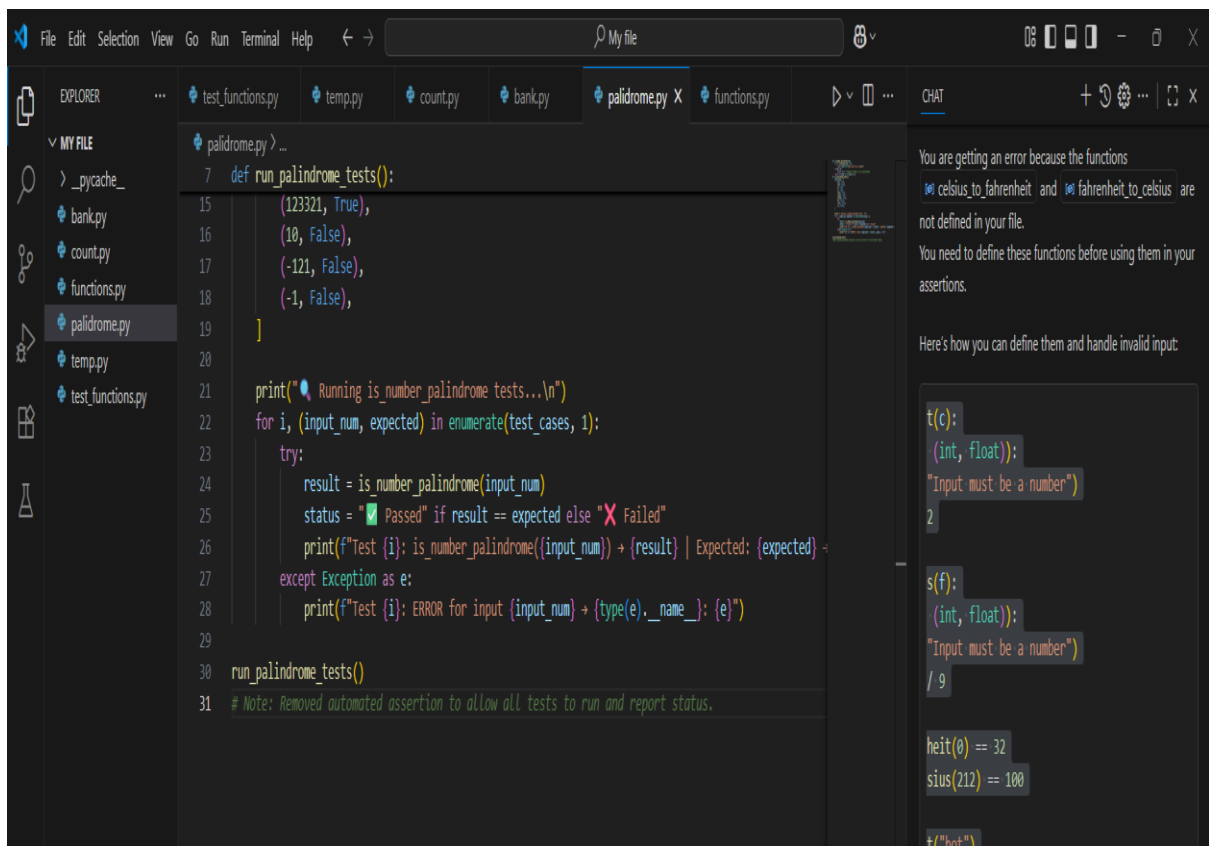 File Edit Selection View Go Run Terminal Help
My file
EXPLORER
MY FILE
_pycache_
bank.py
count.py
functions.py
palidrome.py
temp.py
test_functions.py
test_functions.py temp.py count.py bank.py palidrome.py functions.py
palidrome.py > ...
7 def run_palindrome_tests():
15 (123321, True),
16 (10, False),
17 (-121, False),
18 (-1, False),
19 ]
20
21 print("🔍 Running is_number_palindrome tests...\n")
22 for i, (input_num, expected) in enumerate(test_cases, 1):
23 try:
24 result = is_number_palindrome(input_num)
25 status = "✅ Passed" if result == expected else "❌ Failed"
26 print(f"Test {i}: is_number_palindrome({input_num}) → {result} | Expected: {expected} →
27 except Exception as e:
28 print(f"Test {i}: ERROR for input {input_num} → {type(e).__name__}: {e}")
29
30 run_palindrome_tests()
31 # Note: Removed automated assertion to allow all tests to run and report status.
CHAT
You are getting an error because the functions
celsius_to_fahrenheit and fahrenheit_to_celsius are
not defined in your file.
You need to define these functions before using them in your
assertions.
Here's how you can define them and handle invalid input:
t(c):
(int, float)):
"Input must be a number")
2
s(f):
(int, float)):
"Input must be a number")
/ 9
heit(0) == 32
sius(212) == 100
t("hot")